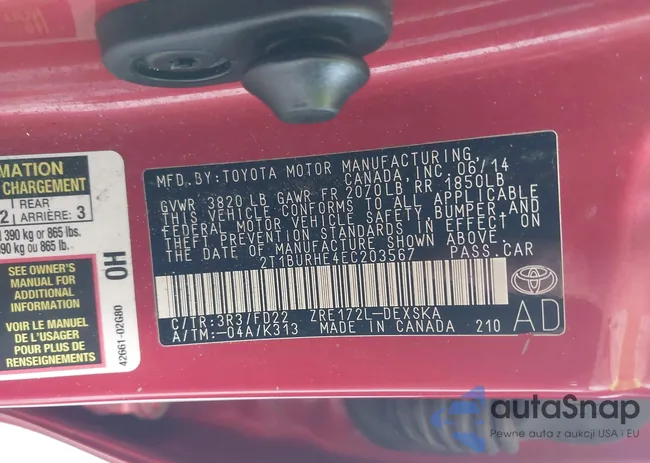 MATION
CHARGEMENT
1 REAR
2 ARRIÈRE: 3
390 kg or 865 lbs.
90 kg ou 865 lb.
SEE OWNER'S
MANUAL FOR
ADDITIONAL
INFORMATION
VOIR LE MANUEL
DE L'USAGER
POUR PLUS DE
RENSEIGNEMENTS
OH
42661-02G80
MFD.BY:TOYOTA MOTOR MANUFACTURING,
CANADA, INC. 06/14
GVWR 3820 LB GAWR FR 2070LB RR 1850LB
THIS VEHICLE CONFORMS TO ALL APPLICABLE
FEDERAL MOTOR VEHICLE SAFETY, BUMPER, AND
THEFT PREVENTION STANDARDS IN EFFECT ON
THE DATE OF MANUFACTURE SHOWN ABOVE.
2T1BURHE4EC203567 PASS.CAR
C/TR:3R3/FD22 ZRE172L-DEXSKA
A/TM:-04A/K313 MADE IN CANADA 210
AD
autoSnap
Pewne auta z aukcji USA i EU